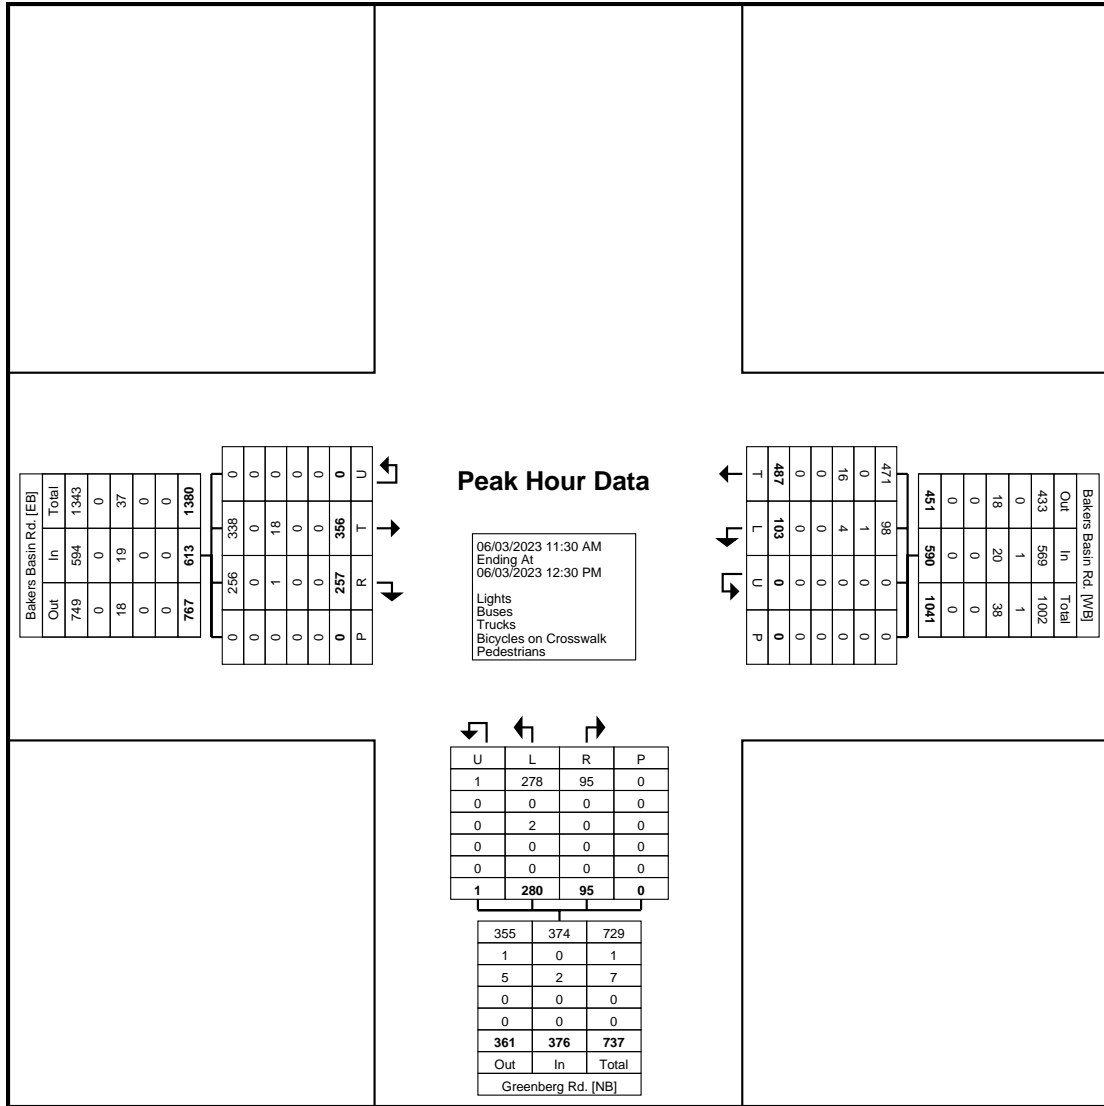 Peak Hour Data
06/03/2023 11:30 AM
Ending At
06/03/2023 12:30 PM
Lights
Buses
Trucks
Bicycles on Crosswalk
Pedestrians
Bakers Basin Rd. [EB]
Total 1343 0 37 0 0 1380
In 594 0 19 0 0 613
Out 749 0 18 0 0 767
0 0 0 0 0 0 U
338 0 18 0 0 356 T
256 0 1 0 0 257 R
0 0 0 0 0 0 P
Bakers Basin Rd. [WB]
Out In Total
433 569 1002
0 1 1
18 20 38
0 0 0
0 0 0
451 590 1041
471 98 0 0
0 1 0 0
16 4 0 0
0 0 0 0
0 0 0 0
487 103 0 0
T L U P
U L R P
1 278 95 0
0 0 0 0
0 2 0 0
0 0 0 0
0 0 0 0
1 280 95 0
355 374 729
1 0 1
5 2 7
0 0 0
0 0 0
361 376 737
Out In Total
Greenberg Rd. [NB]